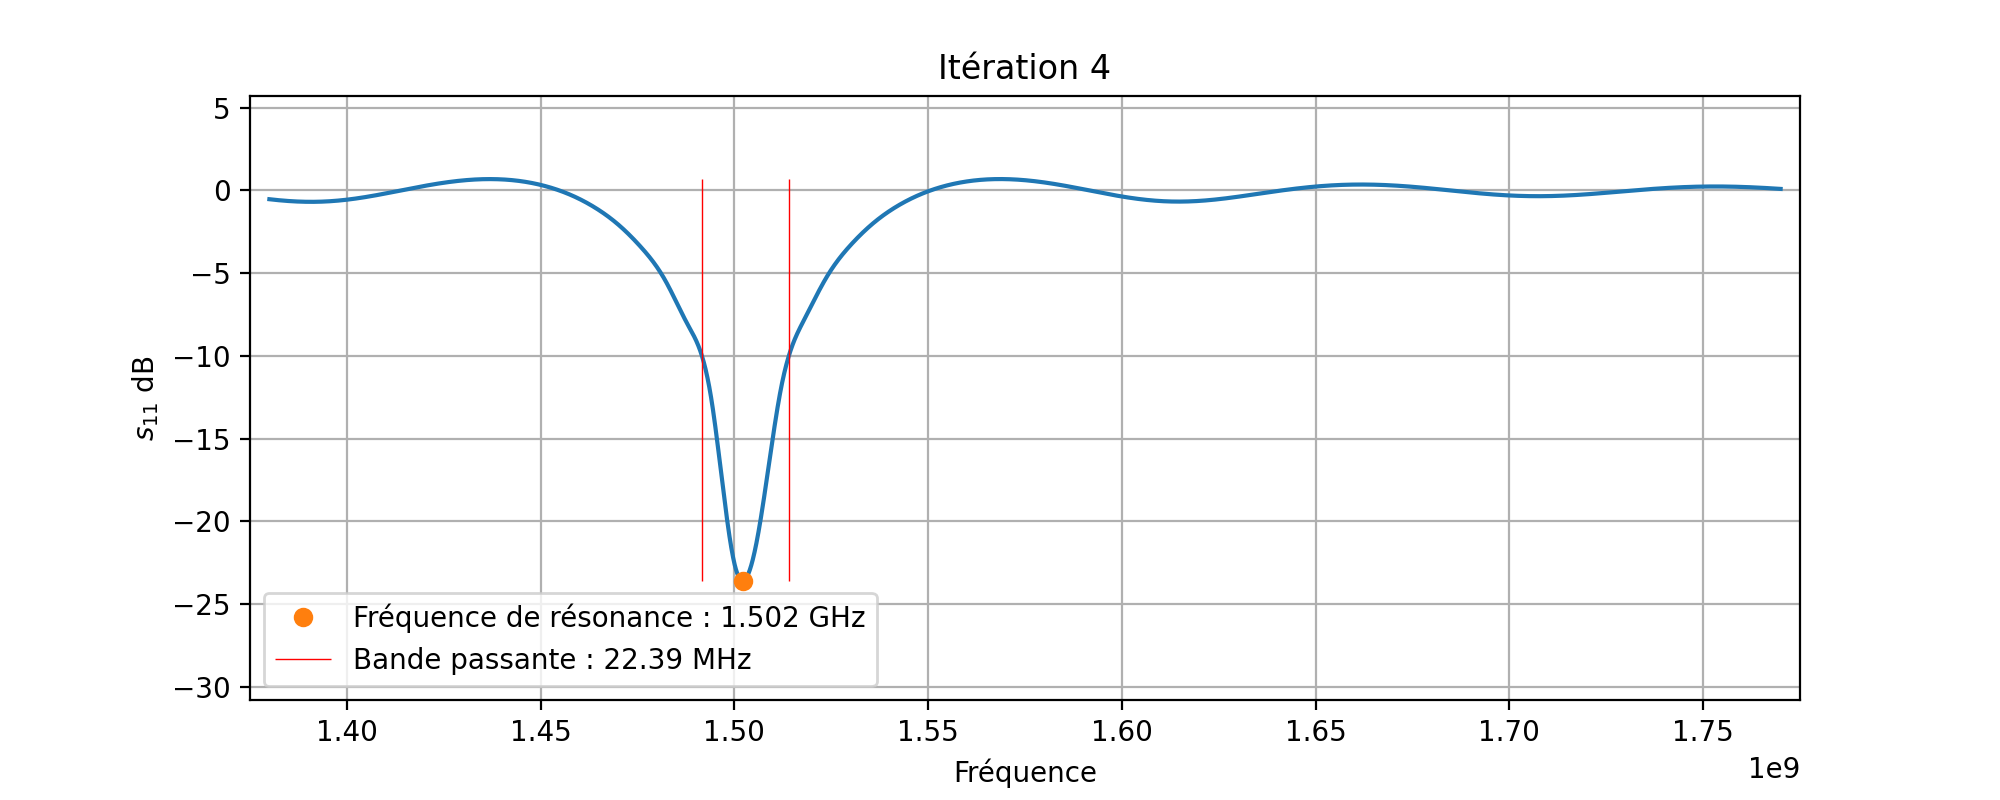 Itération 4
5
0
−5
−10
−15
−20
−25
−30
s₁₁ dB
Fréquence de résonance : 1.502 GHz
Bande passante : 22.39 MHz
1.40 1.45 1.50 1.55 1.60 1.65 1.70 1.75
Fréquence
1e9